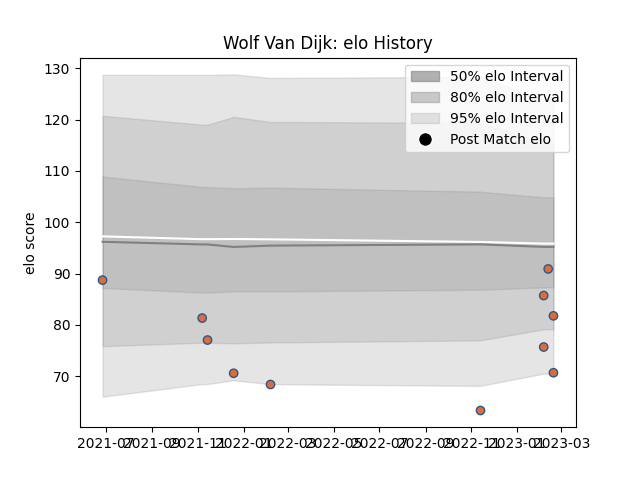 Wolf Van Dijk: elo History
130
120
110
100
90
80
70
elo score
50% elo Interval
80% elo Interval
95% elo Interval
Post Match elo
2021-07 2021-09 2021-11 2022-01 2022-03 2022-05 2022-07 2022-09 2022-11 2023-01 2023-03